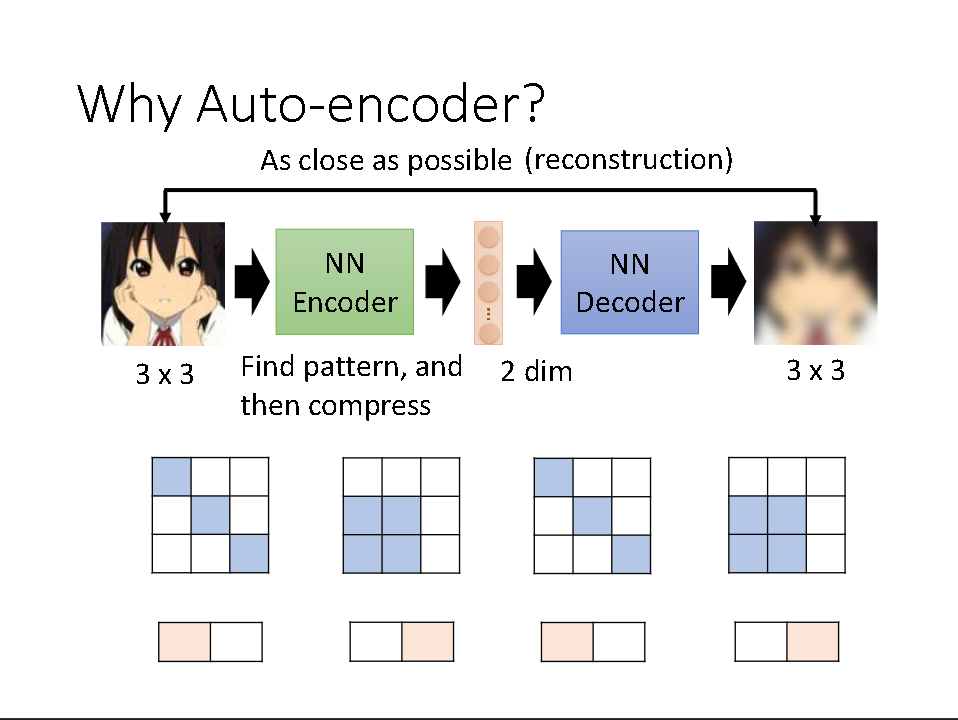 Why Auto-encoder?
As close as possible (reconstruction)
NN
Encoder
NN
Decoder
3 x 3
Find pattern, and
then compress
2 dim
3 x 3